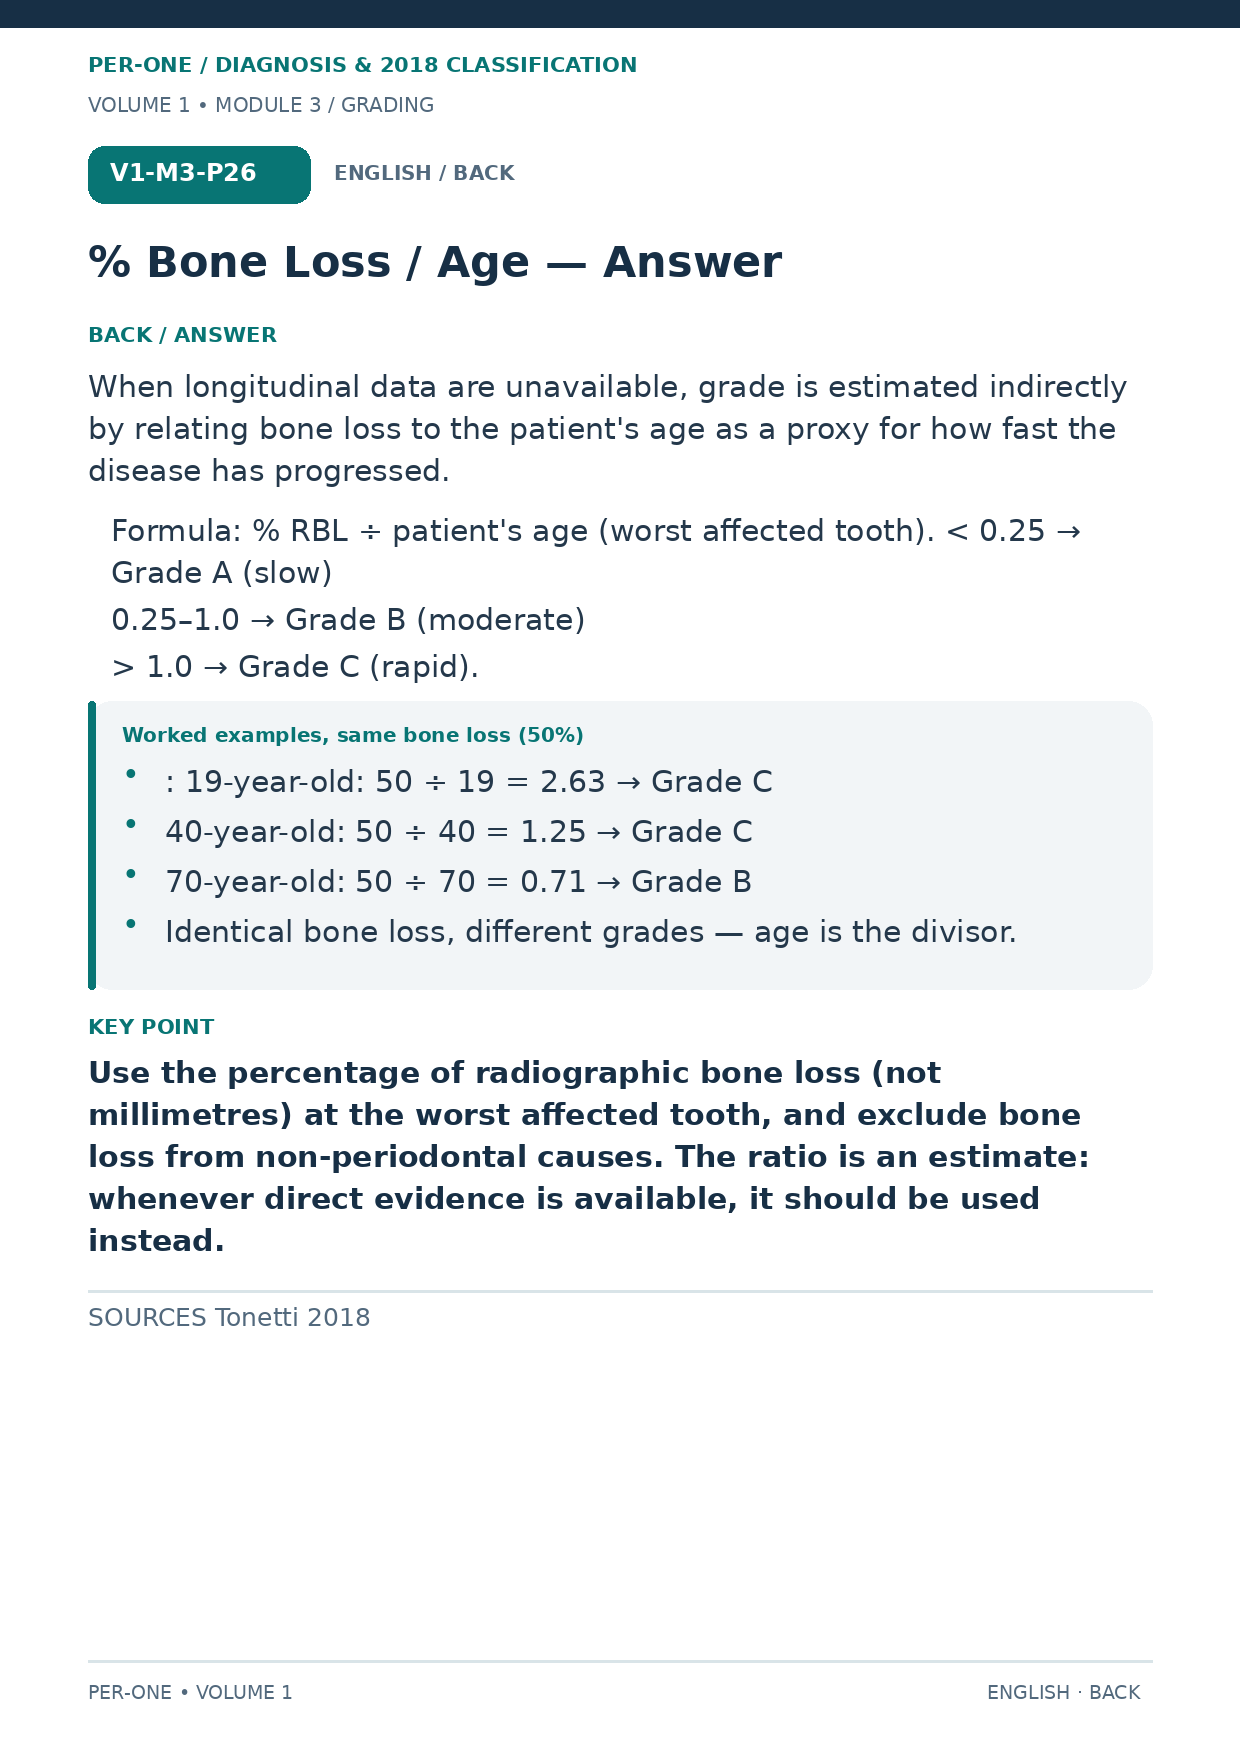 PER-ONE / DIAGNOSIS & 2018 CLASSIFICATION
VOLUME 1 • MODULE 3 / GRADING
V1-M3-P26
ENGLISH / BACK
% Bone Loss / Age — Answer
BACK / ANSWER
When longitudinal data are unavailable, grade is estimated indirectly
by relating bone loss to the patient's age as a proxy for how fast the
disease has progressed.
Formula: % RBL ÷ patient's age (worst affected tooth). < 0.25 →
Grade A (slow)
0.25–1.0 → Grade B (moderate)
> 1.0 → Grade C (rapid).
Worked examples, same bone loss (50%)
• : 19-year-old: 50 ÷ 19 = 2.63 → Grade C
• 40-year-old: 50 ÷ 40 = 1.25 → Grade C
• 70-year-old: 50 ÷ 70 = 0.71 → Grade B
• Identical bone loss, different grades — age is the divisor.
KEY POINT
Use the percentage of radiographic bone loss (not
millimetres) at the worst affected tooth, and exclude bone
loss from non-periodontal causes. The ratio is an estimate:
whenever direct evidence is available, it should be used
instead.
SOURCES Tonetti 2018
PER-ONE • VOLUME 1
ENGLISH · BACK